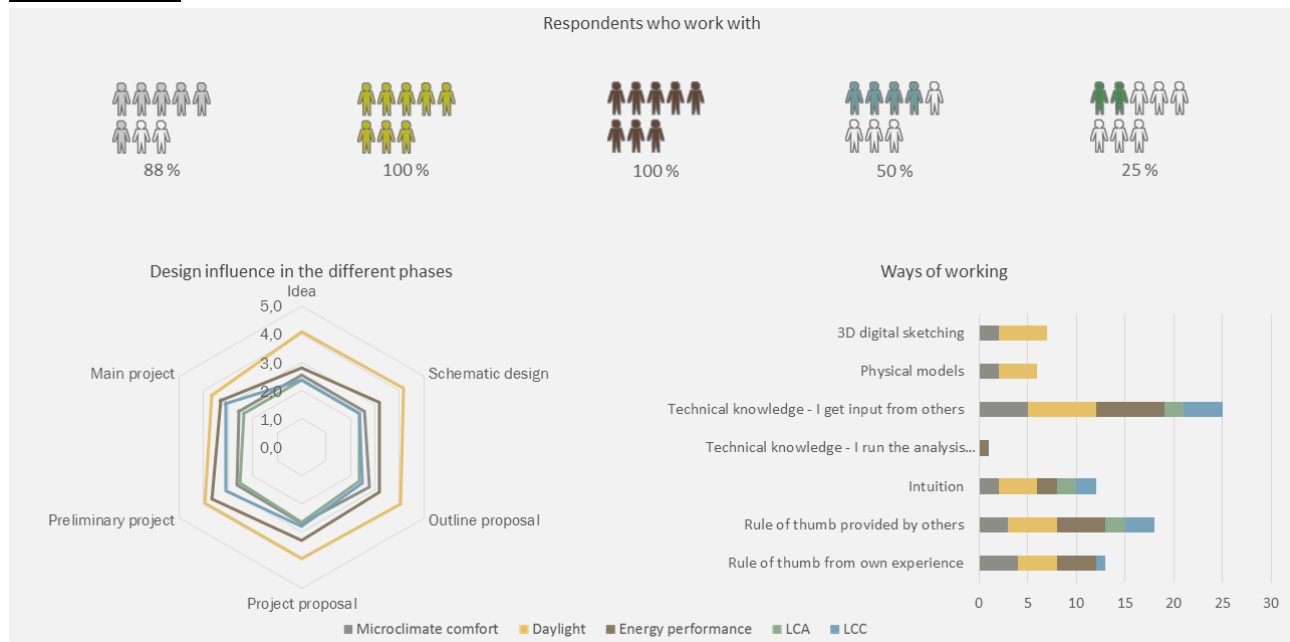 Respondents who work with
88 %
100 %
100 %
50 %
25 %
Design influence in the different phases
Idea
5,0
4,0
3,0
2,0
1,0
0,0
Schematic design
Outline proposal
Project proposal
Preliminary project
Main project
Ways of working
3D digital sketching
Physical models
Technical knowledge - I get input from others
Technical knowledge - I run the analysis...
Intuition
Rule of thumb provided by others
Rule of thumb from own experience
0 5 10 15 20 25 30
Microclimate comfort Daylight Energy performance LCA LCC